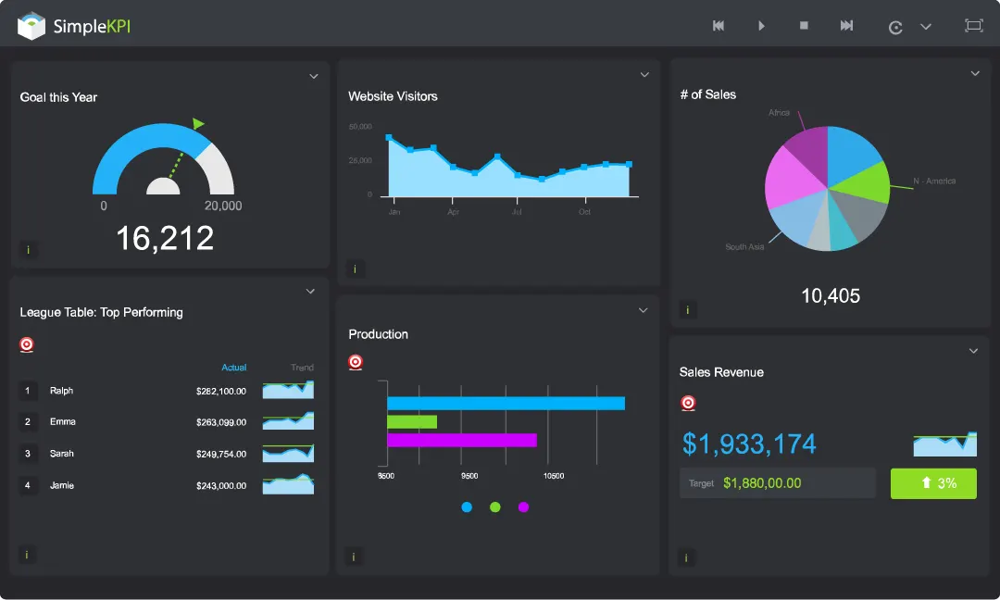 SimpleKPI
Goal this Year
0
20,000
16,212
i
Website Visitors
50,000
25,000
0
Jan
Apr
Jul
Oct
i
# of Sales
Africa
N - America
South Asia
10,405
i
League Table: Top Performing
Actual
Trend
1 Ralph $282,100.00
2 Emma $263,099.00
3 Sarah $249,754.00
4 Jamie $243,000.00
i
Production
9500 10600
i
Sales Revenue
$1,933,174
Target $1,880,00.00
3%
i